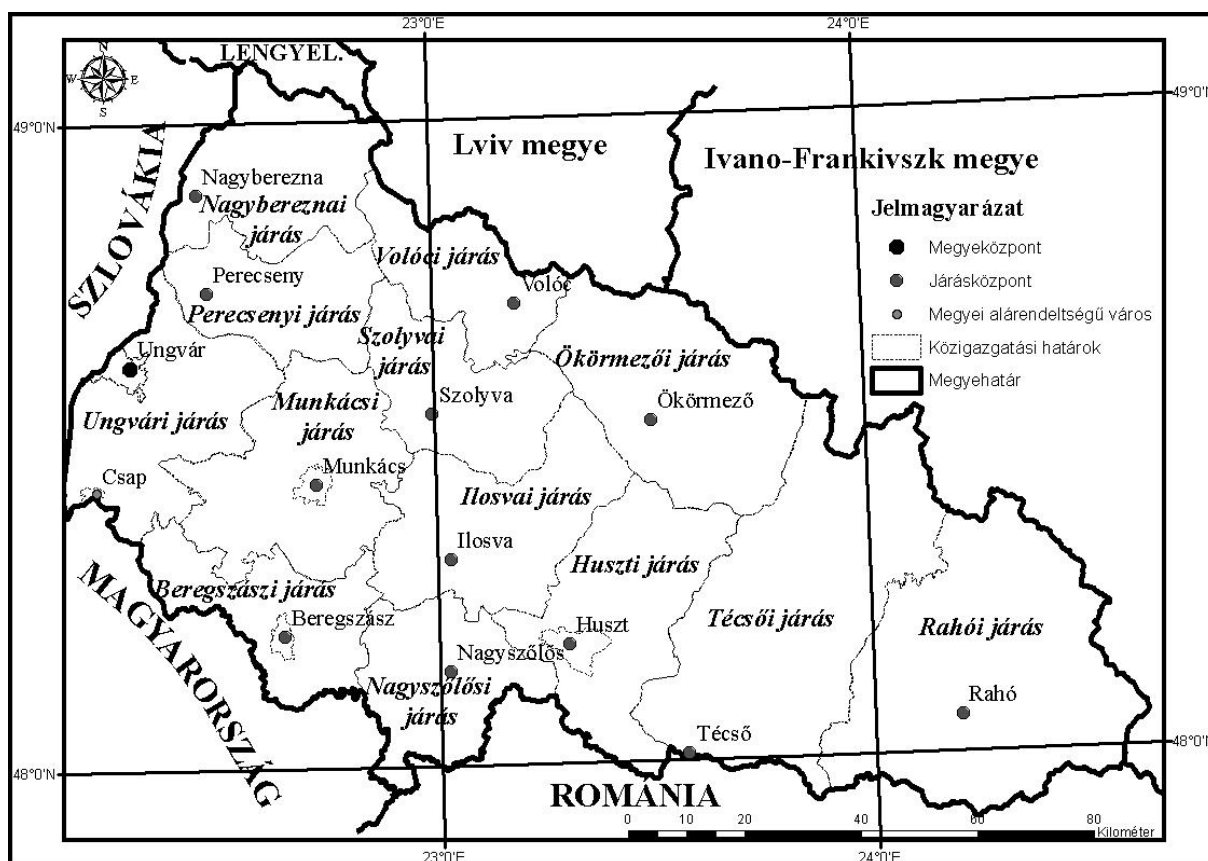 23°0'E
24°0'E
N
W
E
S
LENGYEL.
49°0'N
49°0'N
SZLOVÁKIA
Lviv megye
Ivano-Frankivszk megye
Jelmagyarázat
Megyeközpont
Járásközpont
Megyei alárendeltségű város
Közigazgatási határok
Megyehatár
Nagyberezna
Nagybereznai
járás
Volóci járás
Perecseny
Perecsenyi járás
Volóc
Szolyvai
járás
Ungvár
Ökörmezői járás
Ungvári járás
Munkácsi
járás
Szolyva
Ökörmező
Csap
Munkács
Ilosvai járás
Ilosva
Huszti járás
Beregszászi járás
Beregszász
Huszt
Técsői járás
Rahói járás
MAGYARORSZÁG
Nagyszőlős
Nagyszőlősi
járás
Rahó
Técső
48°0'N
48°0'N
ROMÁNIA
0 10 20 40 60 80
Kilométer
23°0'E
24°0'E